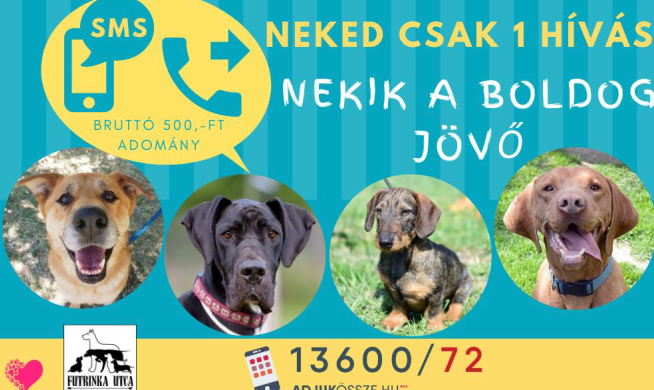 SMS
BRUTTÓ 500,-FT
ADOMÁNY
NEKED CSAK 1 HÍVÁS
NEKIK A BOLDOG
JÖVŐ
FUTRINKA UTCA
13600/72
ADJUKÖSSZE.HU